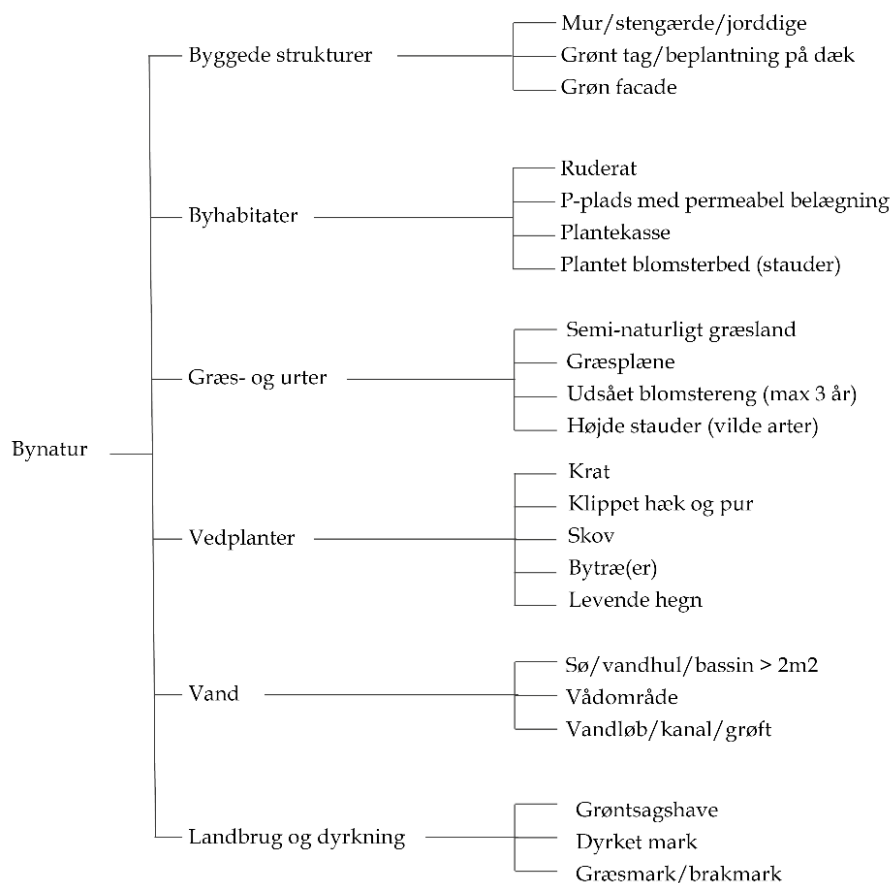 Bynatur
Byggede strukturer
Mur/stengærde/jorddige
Grønt tag/beplantning på dæk
Grøn facade
Byhabitater
Ruderat
P-plads med permeabel belægning
Plantekasse
Plantet blomsterbed (stauder)
Græs- og urter
Semi-naturligt græsland
Græsplæne
Udsået blomstereng (max 3 år)
Højde stauder (vilde arter)
Vedplanter
Krat
Klippet hæk og pur
Skov
Bytræ(er)
Levende hegn
Vand
Sø/vandhul/bassin > 2m2
Vådområde
Vandløb/kanal/grøft
Landbrug og dyrkning
Grøntsagshave
Dyrket mark
Græsmark/brakmark